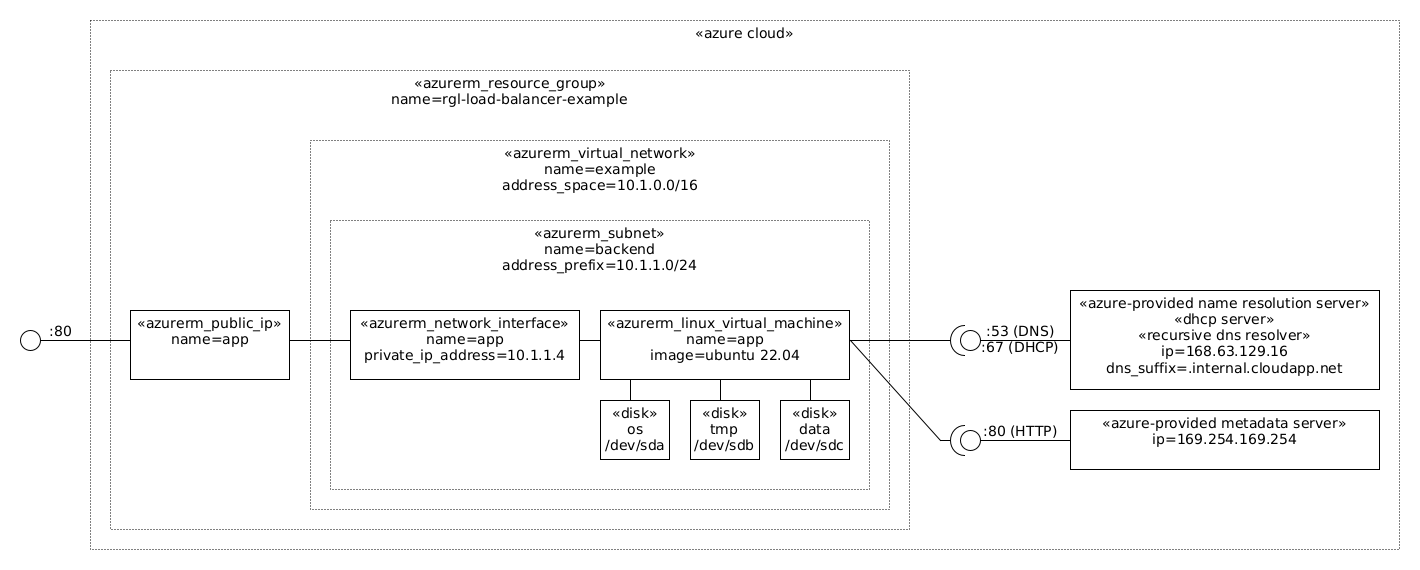 «azure cloud»
«azurerm_resource_group»
name=rgl-load-balancer-example
«azurerm_virtual_network»
name=example
address_space=10.1.0.0/16
«azurerm_subnet»
name=backend
address_prefix=10.1.1.0/24
:80
«azurerm_public_ip»
name=app
«azurerm_network_interface»
name=app
private_ip_address=10.1.1.4
«azurerm_linux_virtual_machine»
name=app
image=ubuntu 22.04
«disk»
os
/dev/sda
«disk»
tmp
/dev/sdb
«disk»
data
/dev/sdc
:53 (DNS)
:67 (DHCP)
«azure-provided name resolution server»
«dhcp server»
«recursive dns resolver»
ip=168.63.129.16
dns_suffix=.internal.cloudapp.net
:80 (HTTP)
«azure-provided metadata server»
ip=169.254.169.254